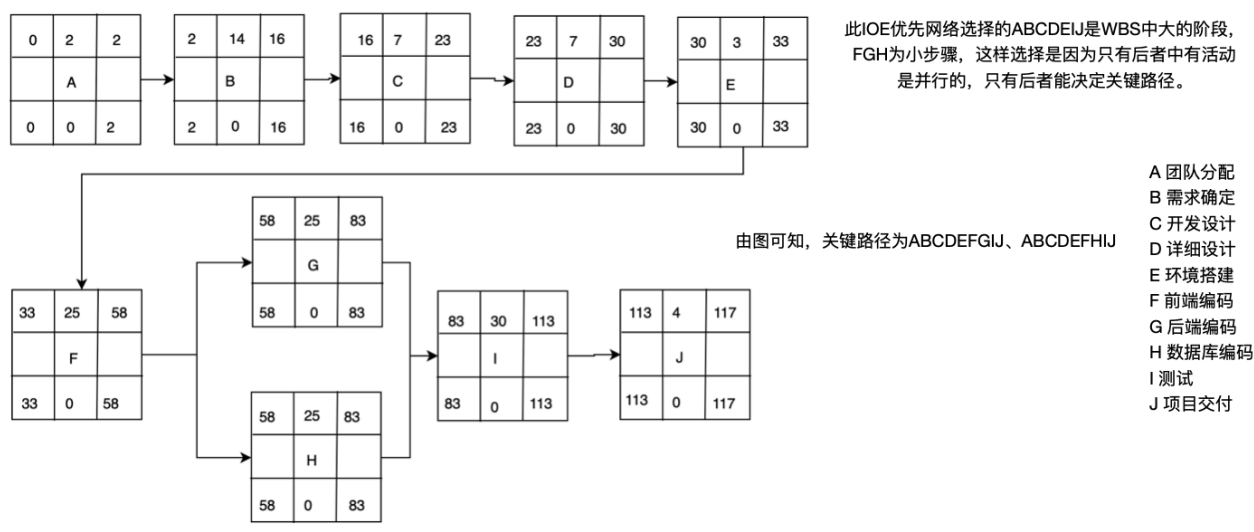 0 2 2
A
0 0 2
2 14 16
B
2 0 16
16 7 23
C
16 0 23
23 7 30
D
23 0 30
30 3 33
E
30 0 33
此IOE优先网络选择的ABCDEIJ是WBS中大的阶段，
FGH为小步骤，这样选择是因为只有后者中有活动
是并行的，只有后者能决定关键路径。
33 25 58
F
33 0 58
58 25 83
G
58 0 83
58 25 83
H
58 0 83
83 30 113
I
83 0 113
113 4 117
J
113 0 117
由图可知，关键路径为ABCDEFGIJ、ABCDEFHIJ
A 团队分配
B 需求确定
C 开发设计
D 详细设计
E 环境搭建
F 前端编码
G 后端编码
H 数据库编码
I 测试
J 项目交付